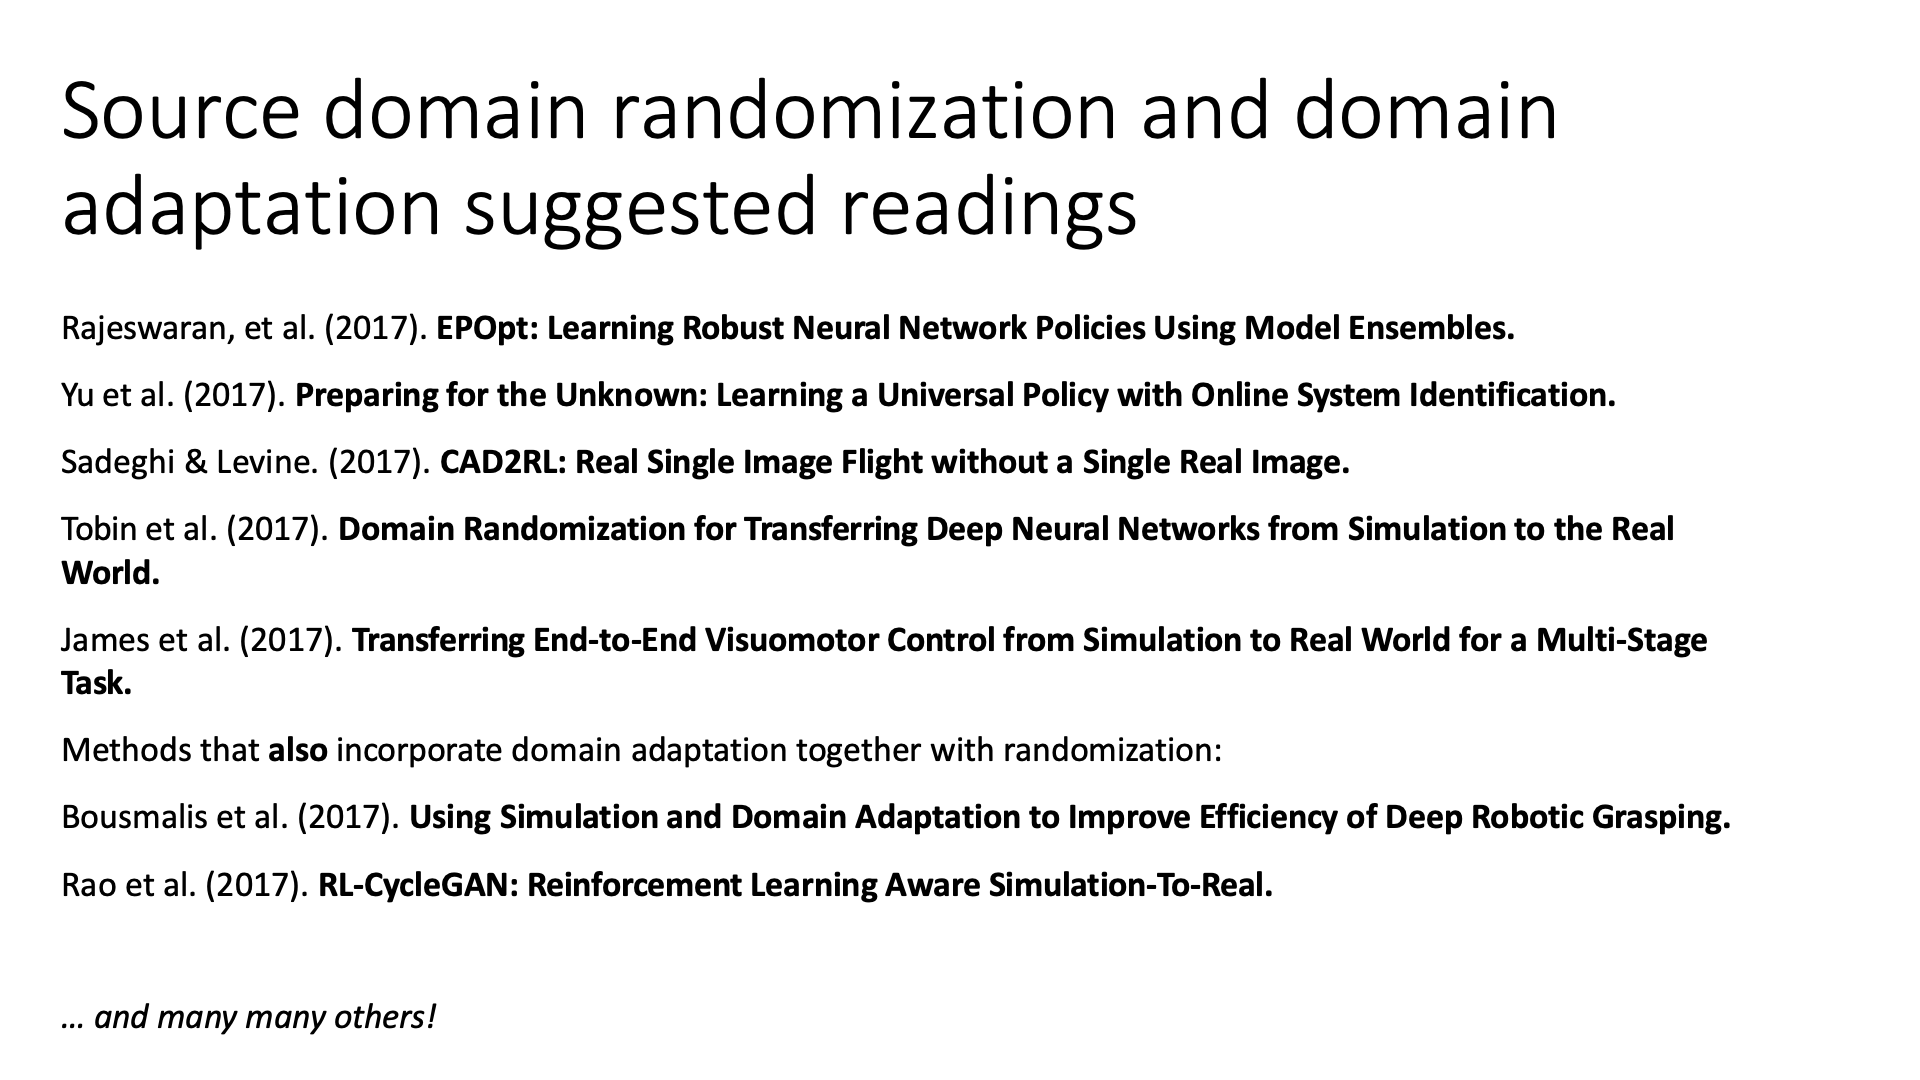 Source domain randomization and domain
adaptation suggested readings
Rajeswaran, et al. (2017). EPOpt: Learning Robust Neural Network Policies Using Model Ensembles.
Yu et al. (2017). Preparing for the Unknown: Learning a Universal Policy with Online System Identification.
Sadeghi & Levine. (2017). CAD2RL: Real Single Image Flight without a Single Real Image.
Tobin et al. (2017). Domain Randomization for Transferring Deep Neural Networks from Simulation to the Real
World.
James et al. (2017). Transferring End-to-End Visuomotor Control from Simulation to Real World for a Multi-Stage
Task.
Methods that also incorporate domain adaptation together with randomization:
Bousmalis et al. (2017). Using Simulation and Domain Adaptation to Improve Efficiency of Deep Robotic Grasping.
Rao et al. (2017). RL-CycleGAN: Reinforcement Learning Aware Simulation-To-Real.
... and many many others!